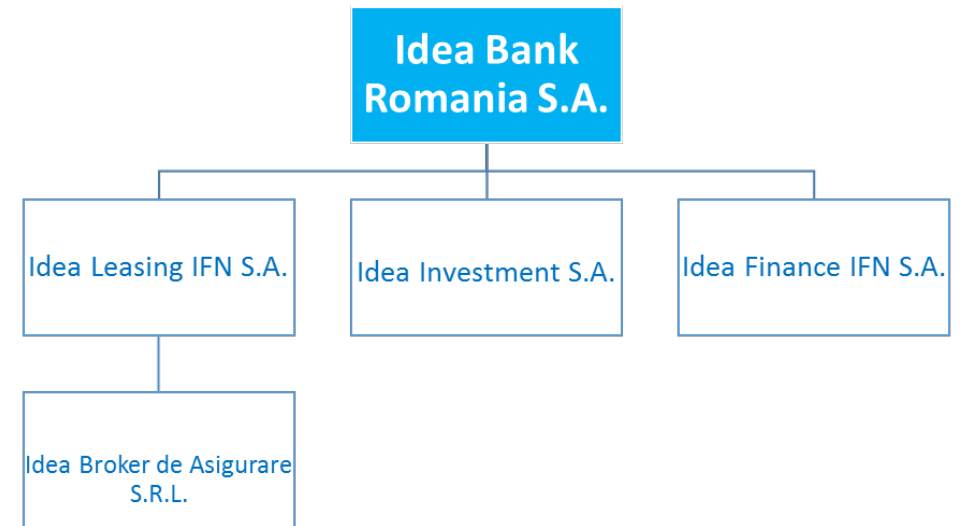 Idea Bank
Romania S.A.
Idea Leasing IFN S.A.
Idea Investment S.A.
Idea Finance IFN S.A.
Idea Broker de Asigurare
S.R.L.